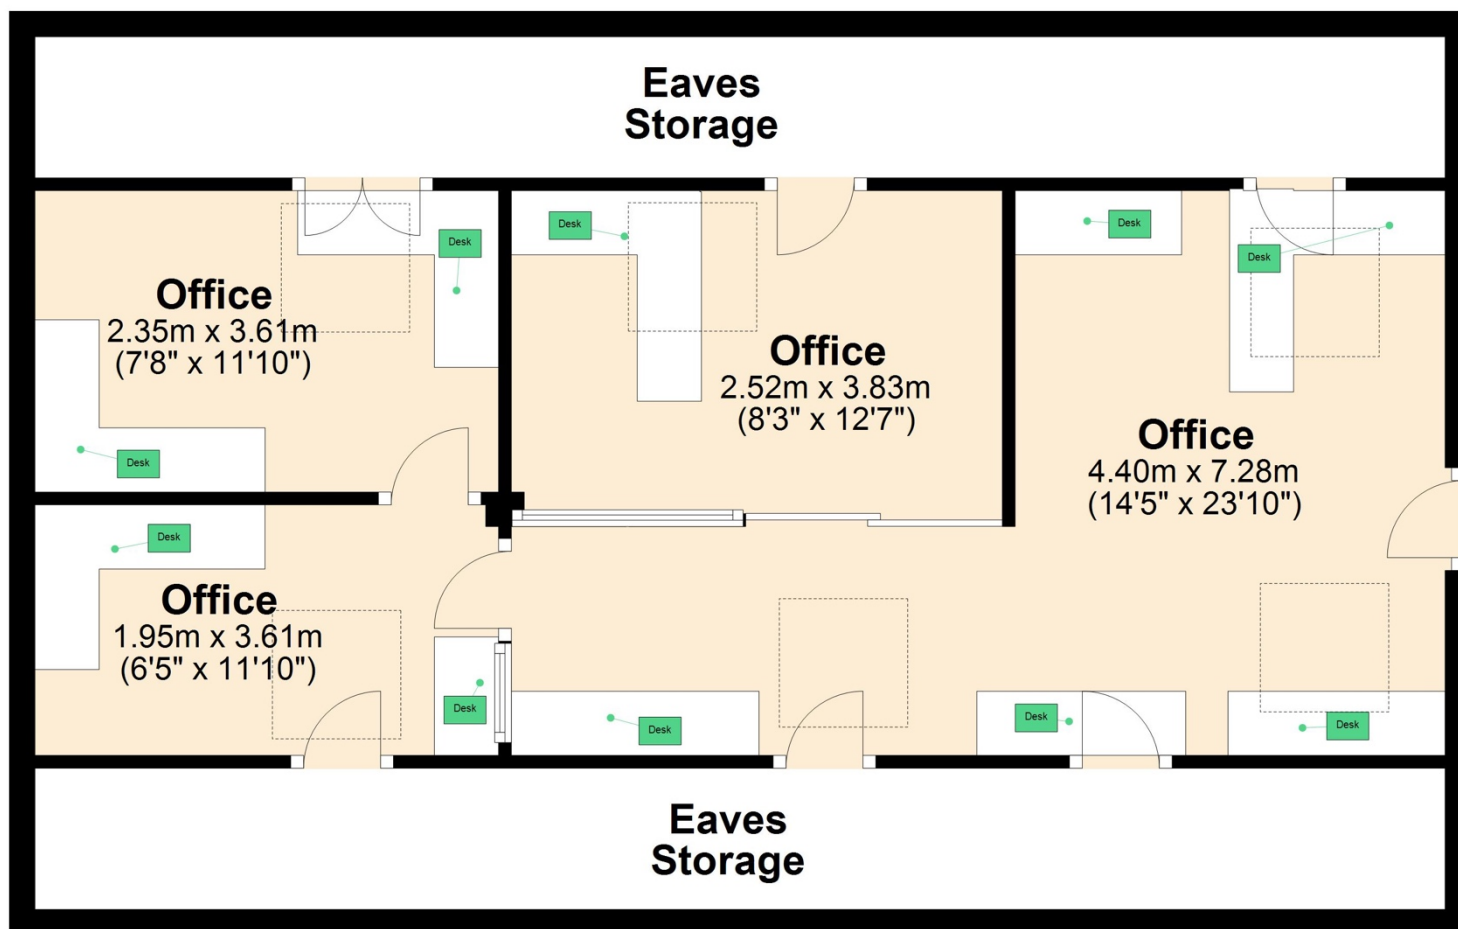 Eaves
Storage
Desk
Desk
Desk
Desk
Office
2.35m x 3.61m
(7'8" x 11'10")
Office
2.52m x 3.83m
(8'3" x 12'7")
Office
4.40m x 7.28m
(14'5" x 23'10")
Desk
Desk
Office
1.95m x 3.61m
(6'5" x 11'10")
Desk
Desk
Desk
Desk
Eaves
Storage